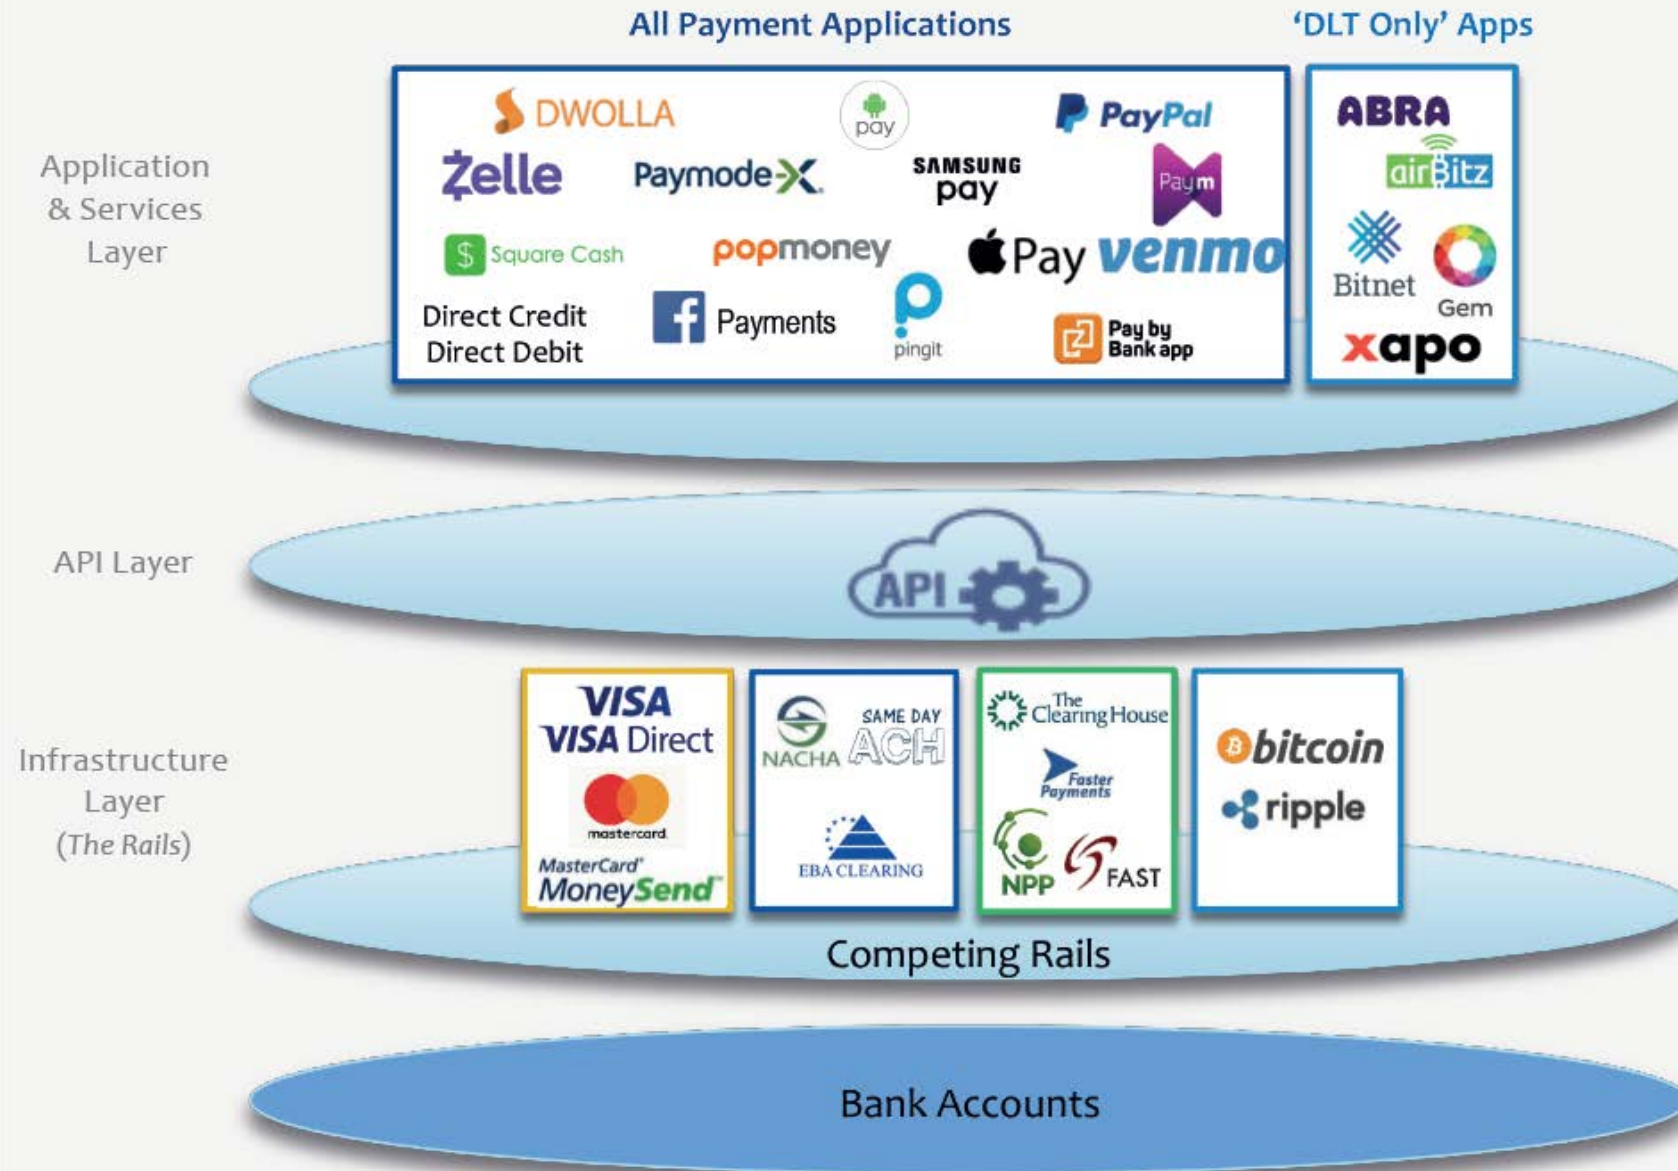 All Payment Applications
'DLT Only' Apps
Application
& Services
Layer
DWOLLA
pay
PayPal
Zelle
Paymode-X
SAMSUNG
pay
Paym
$ Square Cash
popmoney
Pay
venmo
Direct Credit
Direct Debit
f Payments
pingit
Pay by
Bank app
ABRA
airBitz
Bitnet
Gem
xapo
API Layer
API
Infrastructure
Layer
(The Rails)
VISA
VISA Direct
mastercard
MasterCard
MoneySend™
NACHA
SAME DAY
ACH
EBA CLEARING
The
Clearing House
Faster
Payments
NPP
FAST
bitcoin
ripple
Competing Rails
Bank Accounts